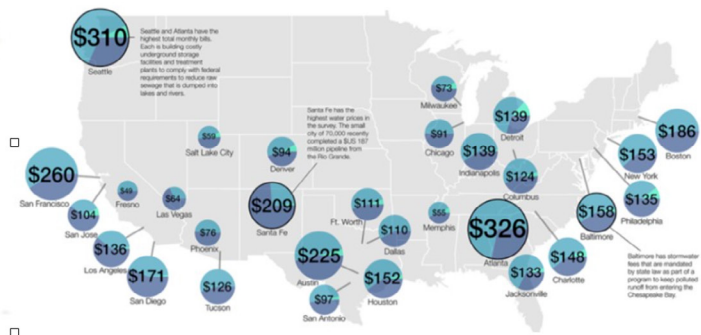 $310
Seattle
Seattle and Atlanta have the
highest total monthly bills.
Each is building costly
underground storage
facilities and treatment
plants to comply with federal
requirements to reduce raw
sewage that is dumped into
lakes and rivers.
$73
Milwaukee
$139
Detroit
$186
Boston
$59
Salt Lake City
$94
Denver
Santa Fe has the
highest water prices in
the survey. The small
city of 70,000 recently
completed a $US 187
million pipeline from
the Rio Grande.
$91
Chicago
$139
Indianapolis
$153
New York
$260
San Francisco
$49
Fresno
$64
Las Vegas
$209
Santa Fe
$124
Columbus
$135
Philadelphia
$104
San Jose
$76
Phoenix
$111
Ft. Worth
$110
Dallas
$55
Memphis
$326
Atlanta
$158
Baltimore
$136
Los Angeles
$171
San Diego
$126
Tucson
$225
Austin
$152
Houston
$97
San Antonio
$133
Jacksonville
$148
Charlotte
Baltimore has stormwater
fees that are mandated
by state law as part of a
program to keep polluted
runoff from entering the
Chesapeake Bay.